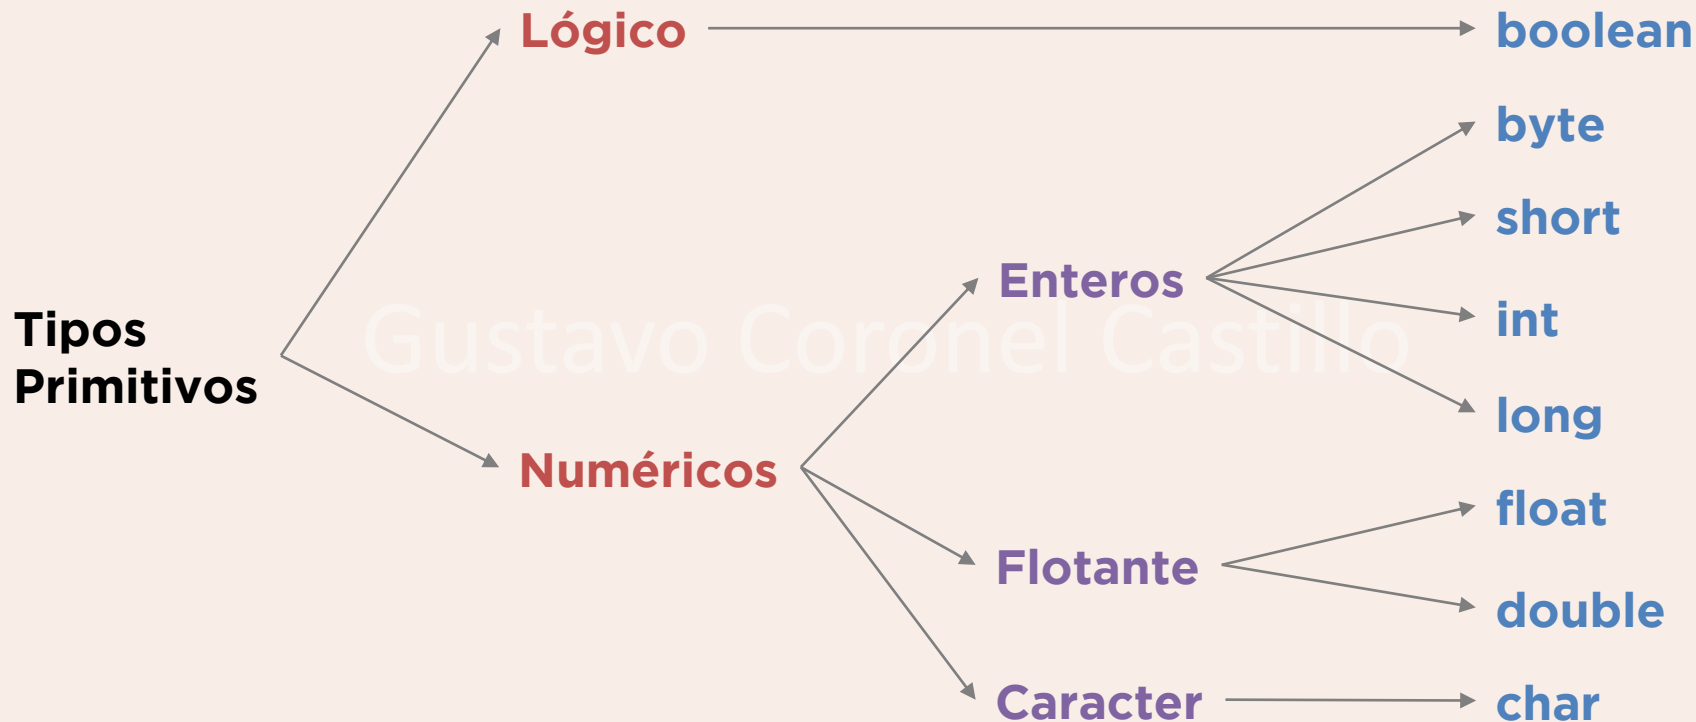 Lógico
boolean
byte
short
Enteros
int
Tipos
Primitivos
Gustavo Coronel Castillo
long
Numéricos
float
Flotante
double
Caracter
char